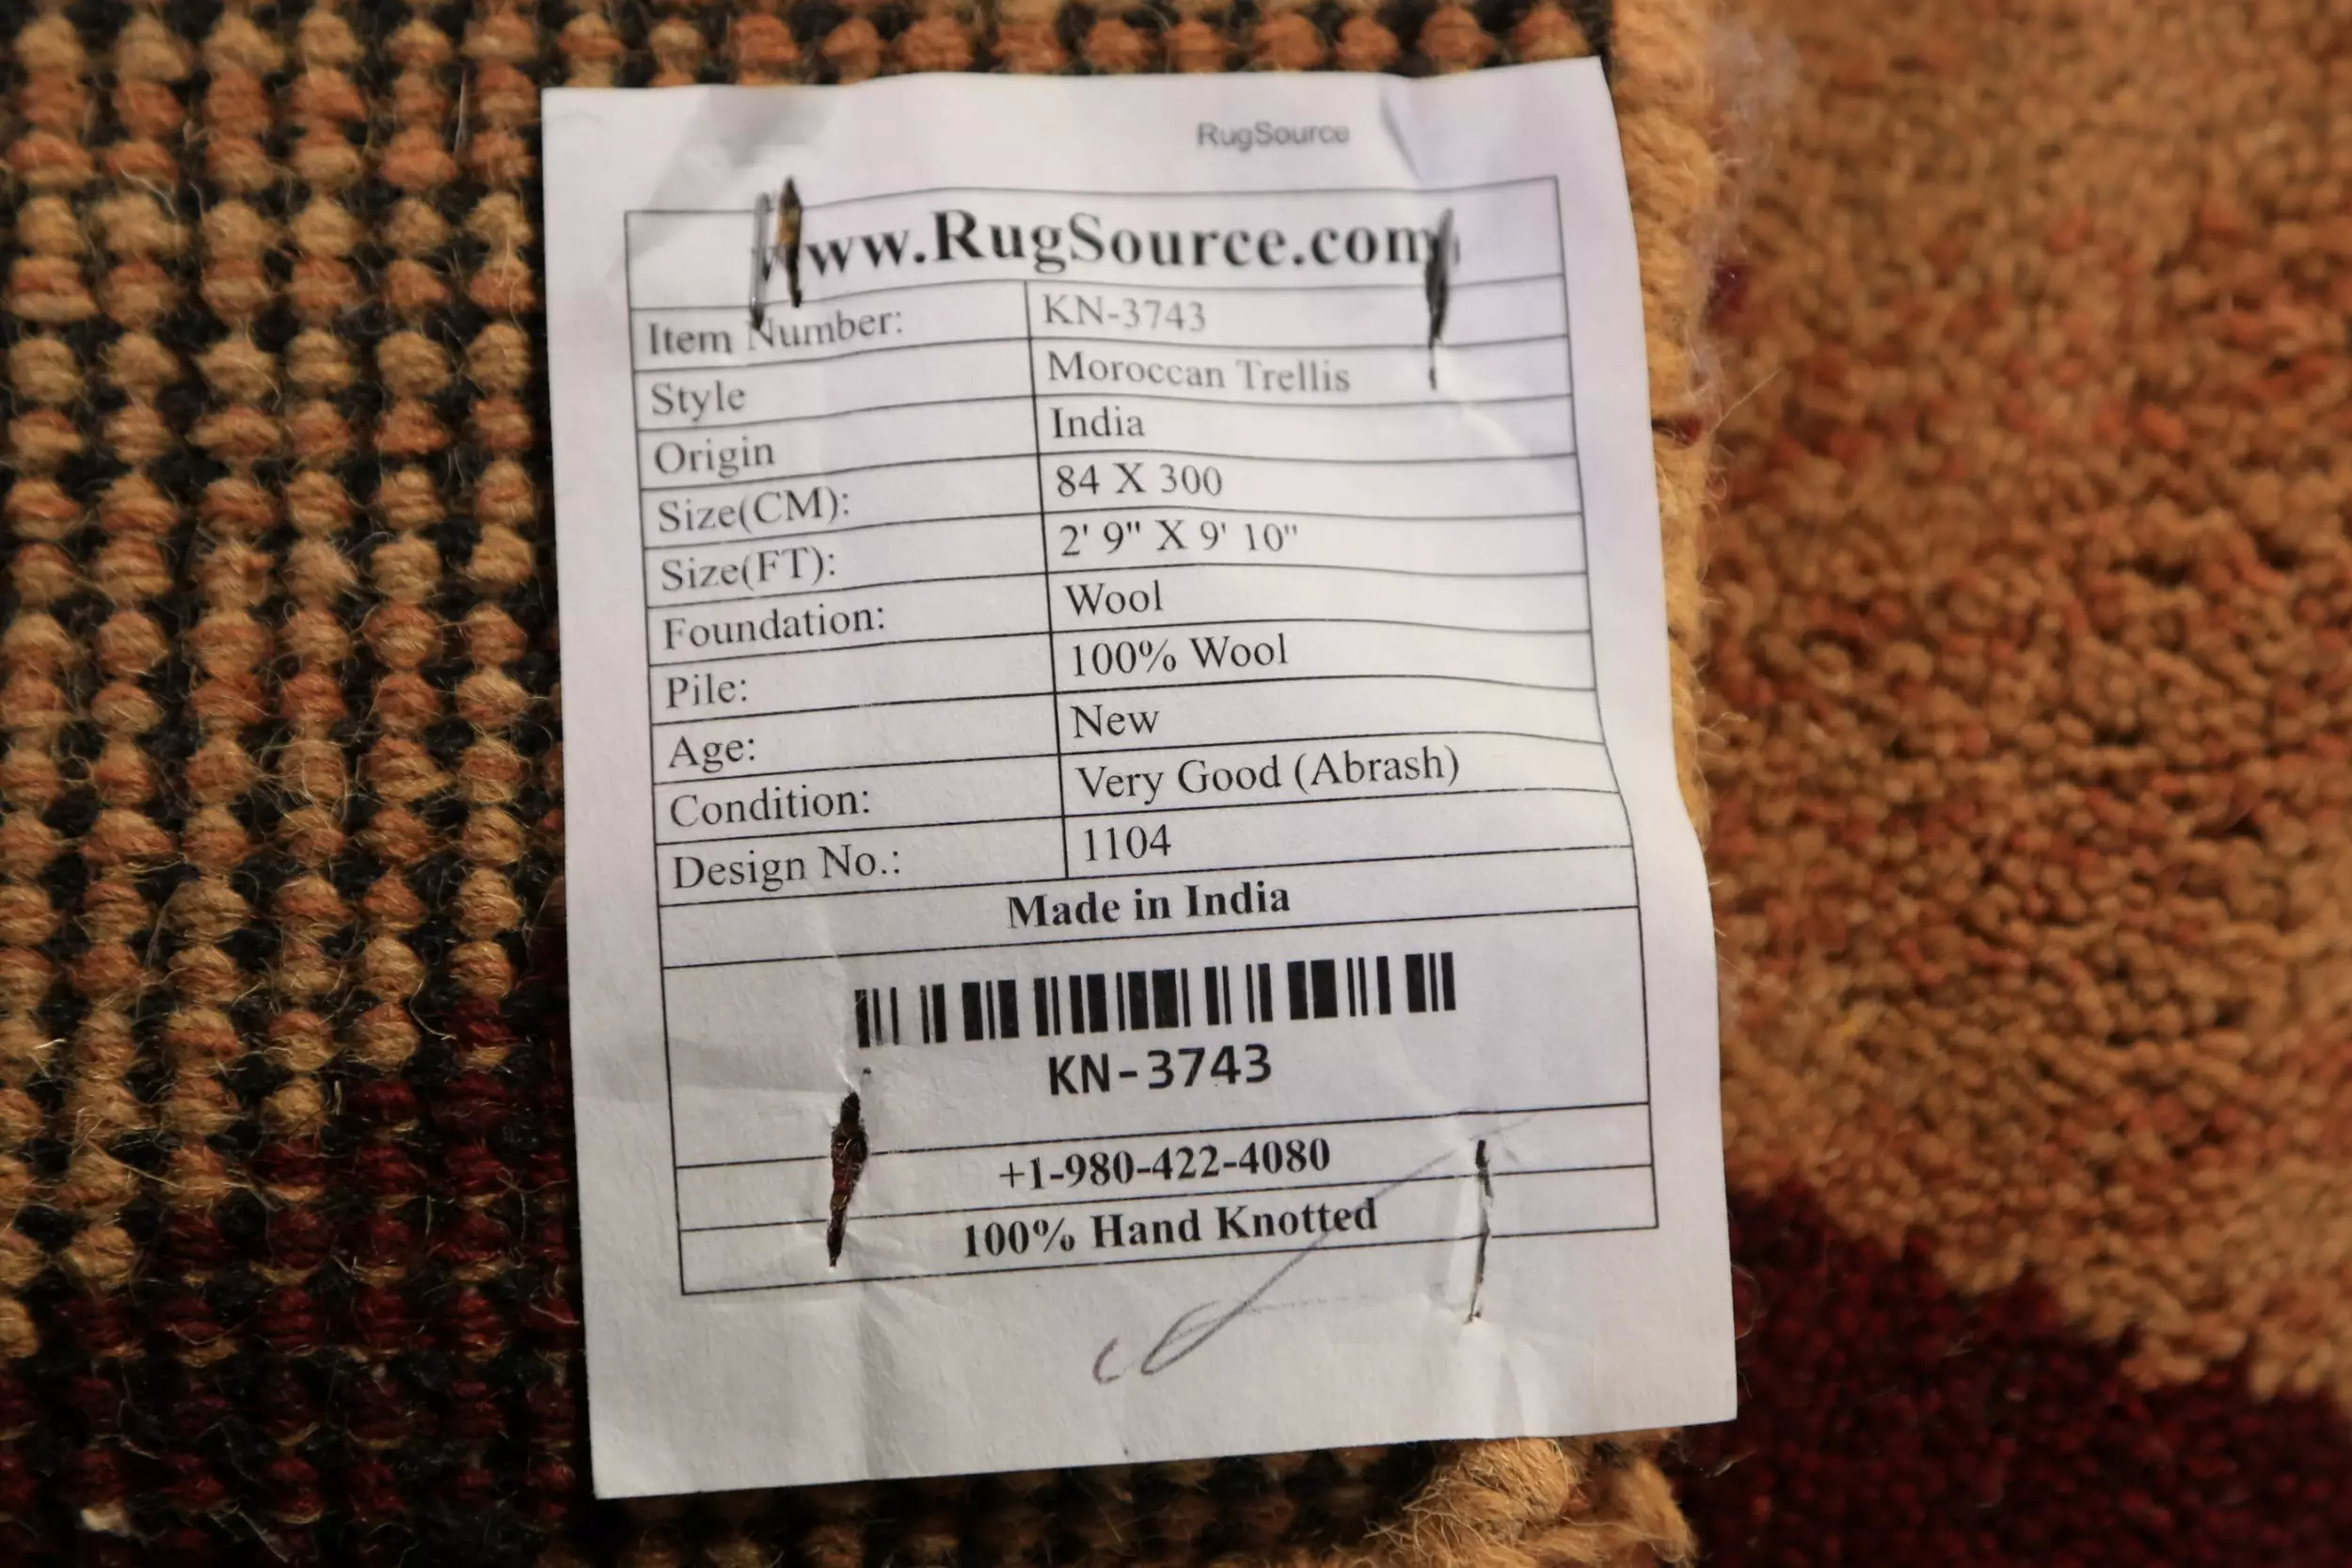 RugSource
www.RugSource.com
Item Number: KN-3743
Style Moroccan Trellis
Origin India
Size(CM): 84 X 300
Size(FT): 2' 9" X 9' 10"
Foundation: Wool
Pile: 100% Wool
Age: New
Condition: Very Good (Abrash)
Design No.: 1104
Made in India
KN-3743
+1-980-422-4080
100% Hand Knotted